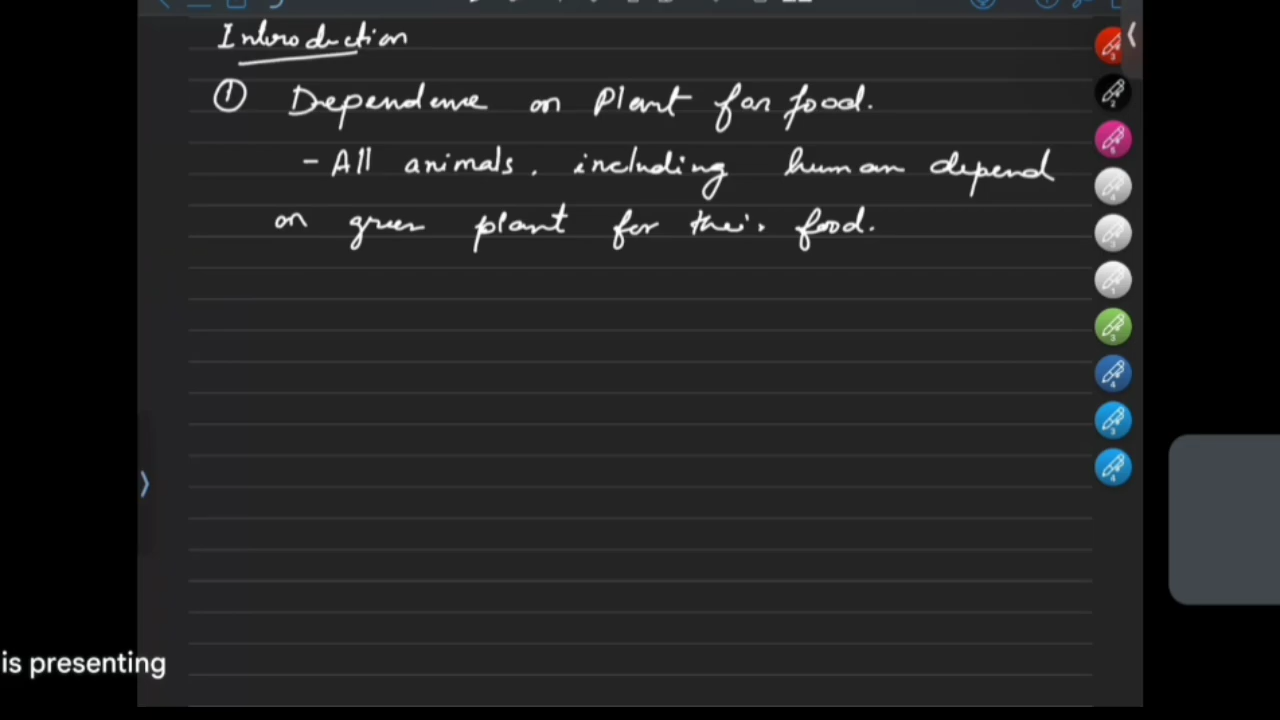 Introduction
① Dependence on Plant for food.
- All animals, including human depend
on green plant for their food.
is presenting